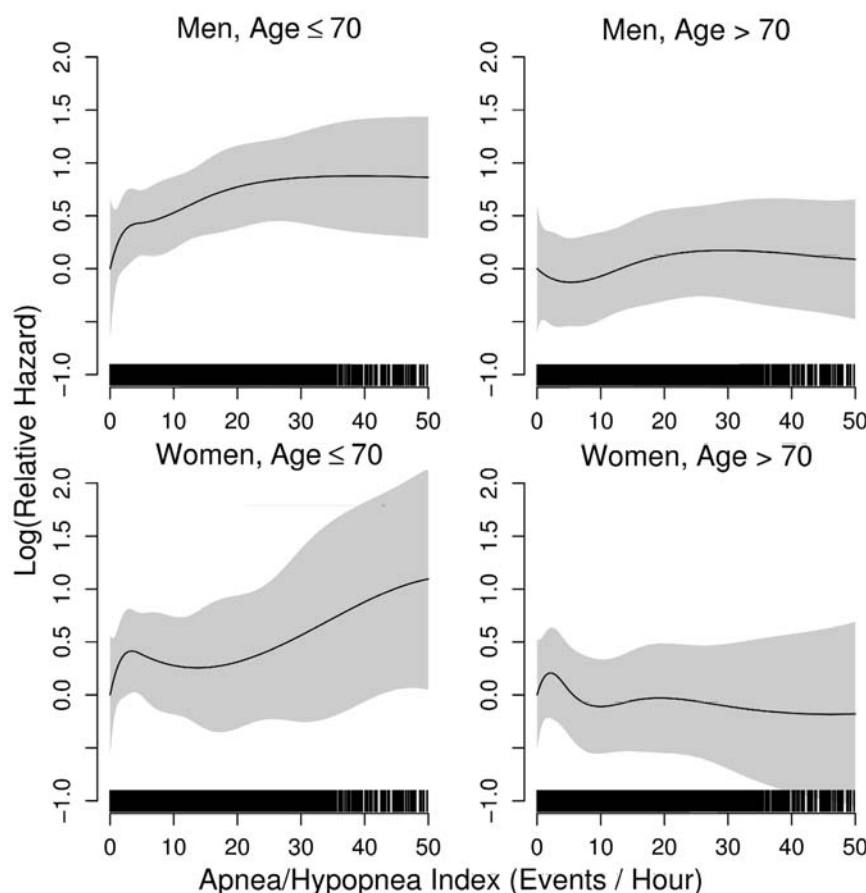 Men, Age ≤ 70
Men, Age > 70
2.0
1.5
1.0
0.5
0.0
−1.0
0 10 20 30 40 50
2.0
1.5
1.0
0.5
0.0
−1.0
0 10 20 30 40 50
Log(Relative Hazard)
Women, Age ≤ 70
Women, Age > 70
2.0
1.5
1.0
0.5
0.0
−1.0
0 10 20 30 40 50
2.0
1.5
1.0
0.5
0.0
−1.0
0 10 20 30 40 50
Apnea/Hypopnea Index (Events / Hour)